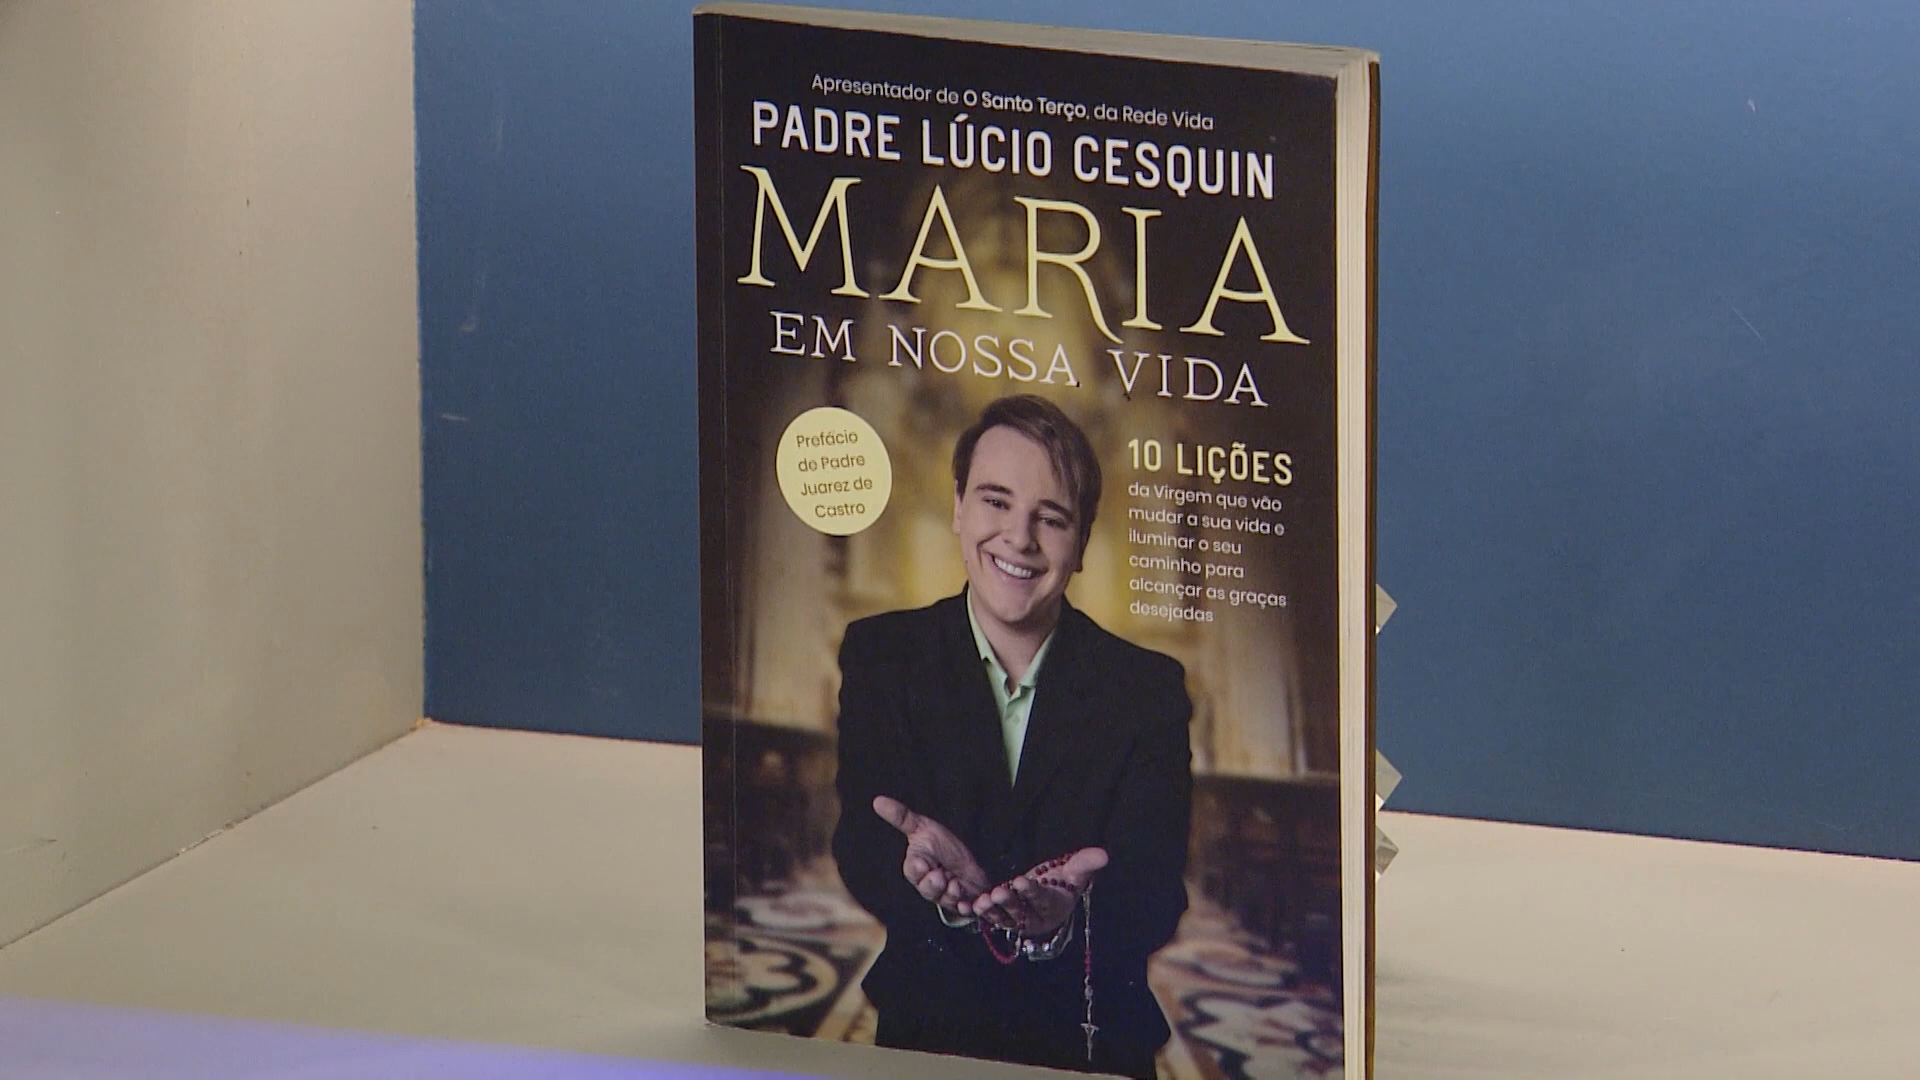 Apresentador de O Santo Terço, da Rede Vida
PADRE LÚCIO CESQUIN
MARIA
EM NOSSA VIDA
Prefácio
de Padre
Juarez de
Castro
10 LIÇÕES
da Virgem que vão
mudar a sua vida e
iluminar o seu
caminho para
alcançar as graças
desejadas